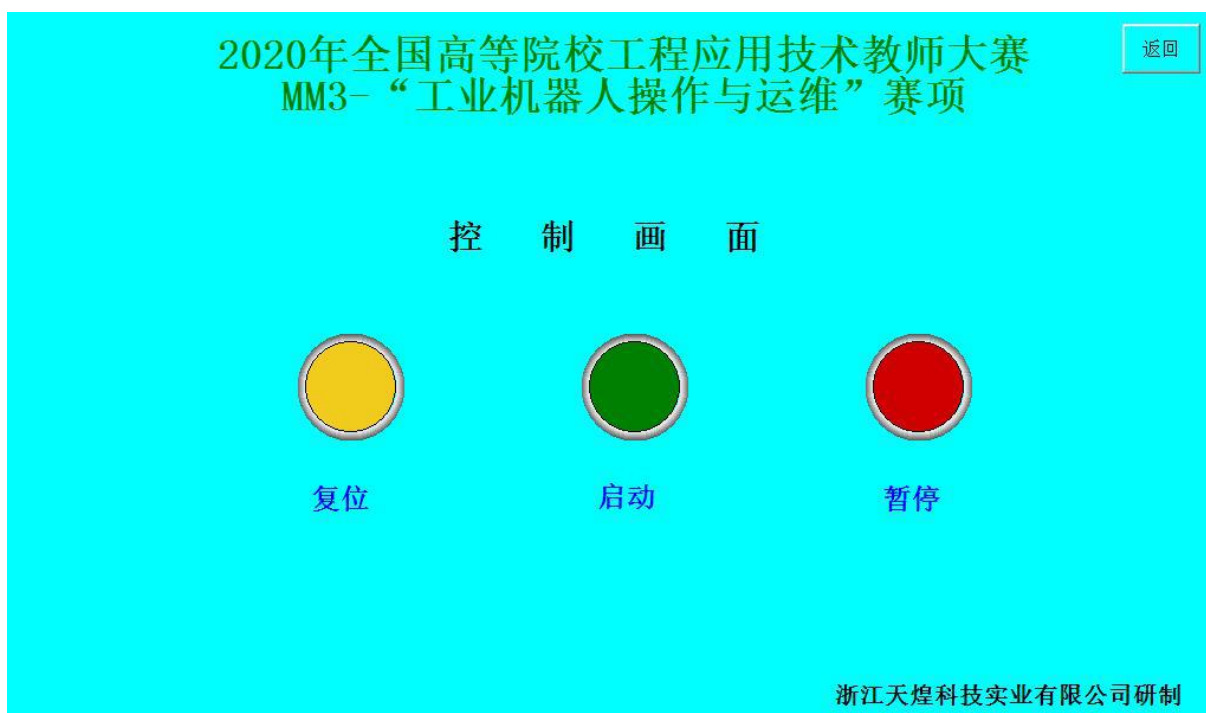 2020年全国高等院校工程应用技术教师大赛
返回
MM3-“工业机器人操作与运维”赛项
控 制 画 面
复位 启动 暂停
浙江天煌科技实业有限公司研制